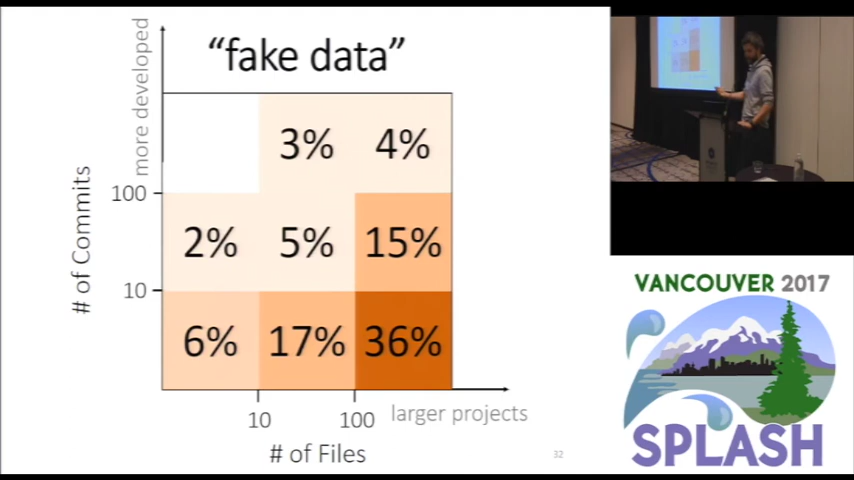 "fake data"
more developed
# of Commits
3% 4%
100
2% 5% 15%
10
6% 17% 36%
10 100 larger projects
# of Files
32
VANCOUVER 2017
SPLASH